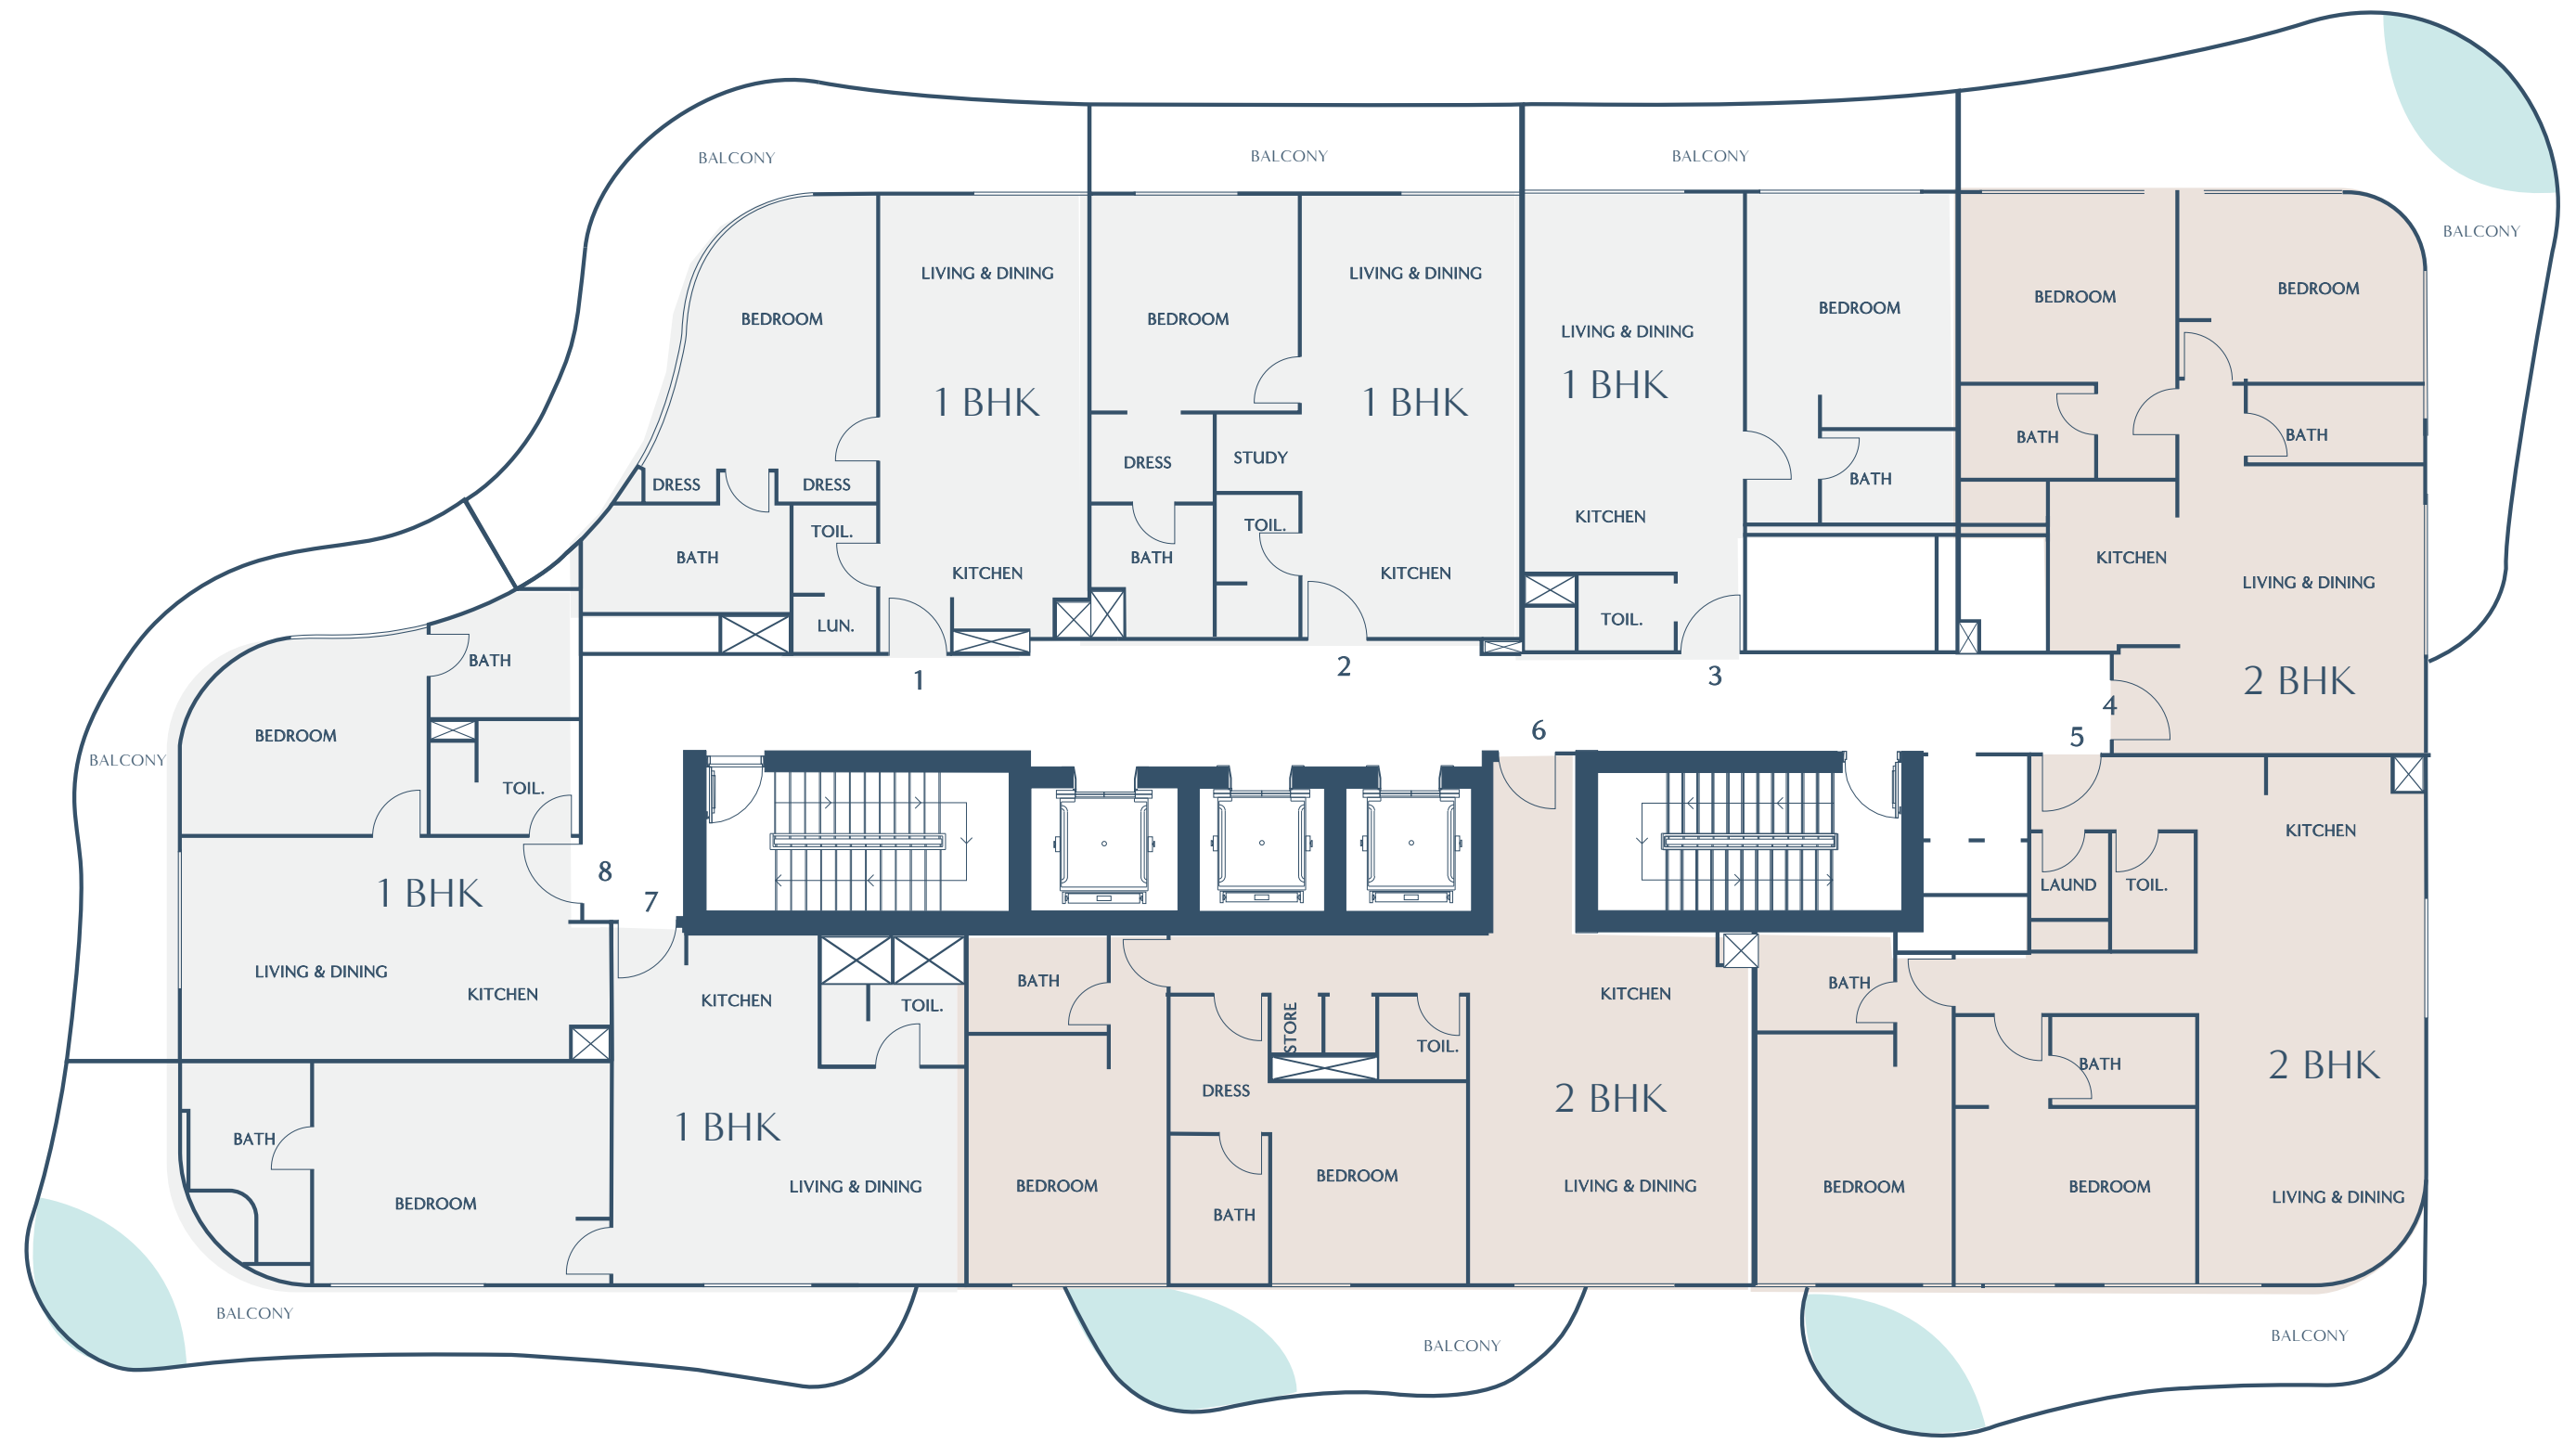 BALCONY
BALCONY
BALCONY
BALCONY
LIVING & DINING
LIVING & DINING
BEDROOM
BEDROOM
BEDROOM
BEDROOM
BEDROOM
LIVING & DINING
1 BHK
1 BHK
1 BHK
BATH
BATH
DRESS
STUDY
BATH
DRESS
DRESS
TOIL.
TOIL.
KITCHEN
BATH
BATH
KITCHEN
KITCHEN
KITCHEN
LIVING & DINING
LUN.
TOIL.
BATH
1
2
3
2 BHK
4
BEDROOM
6
5
BALCONY
TOIL.
KITCHEN
8
1 BHK
7
LAUND
TOIL.
LIVING & DINING
KITCHEN
KITCHEN
TOIL.
BATH
STORE
KITCHEN
BATH
TOIL.
BATH
2 BHK
DRESS
2 BHK
1 BHK
BATH
BEDROOM
LIVING & DINING
BEDROOM
BEDROOM
LIVING & DINING
BEDROOM
BEDROOM
LIVING & DINING
BATH
BALCONY
BALCONY
BALCONY